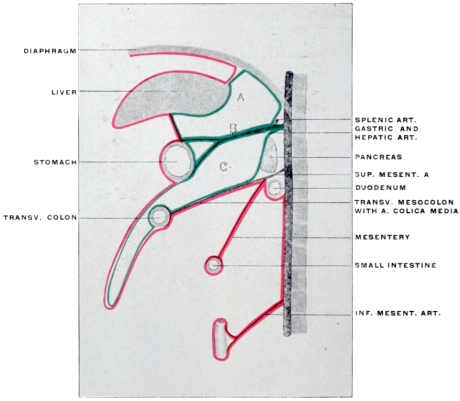 DIAPHRAGM
LIVER
STOMACH
TRANSV. COLON
A
B
C
SPLENIC ART.
GASTRIC AND
HEPATIC ART.
PANCREAS
SUP. MESENT. A
DUODENUM
TRANSV. MESOCOLON
WITH A. COLICA MEDIA
MESENTERY
SMALL INTESTINE
INF. MESENT. ART.